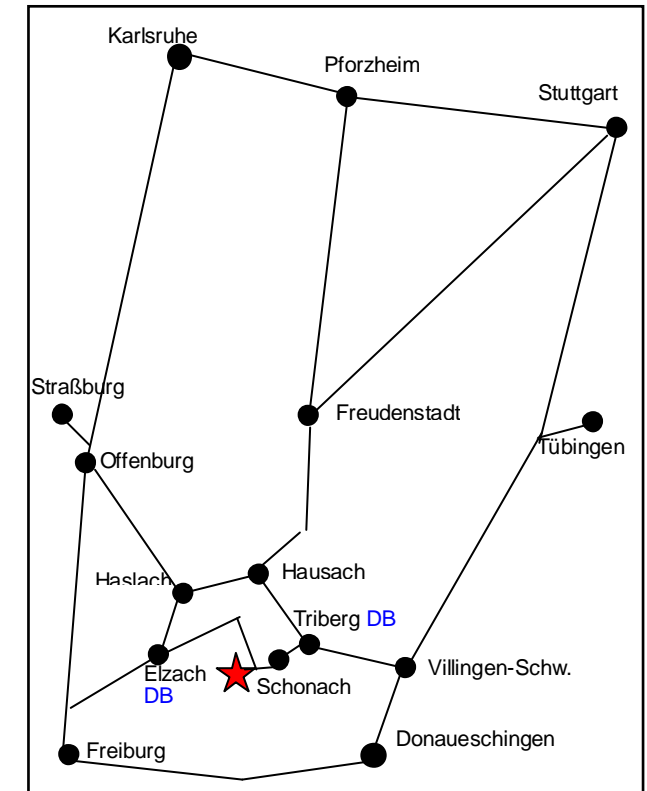 Karlsruhe
Pforzheim
Stuttgart
Straßburg
Freudenstadt
Tübingen
Offenburg
Haslach
Hausach
Triberg DB
Elzach
DB
Schonach
Villingen-Schw.
Freiburg
Donaueschingen